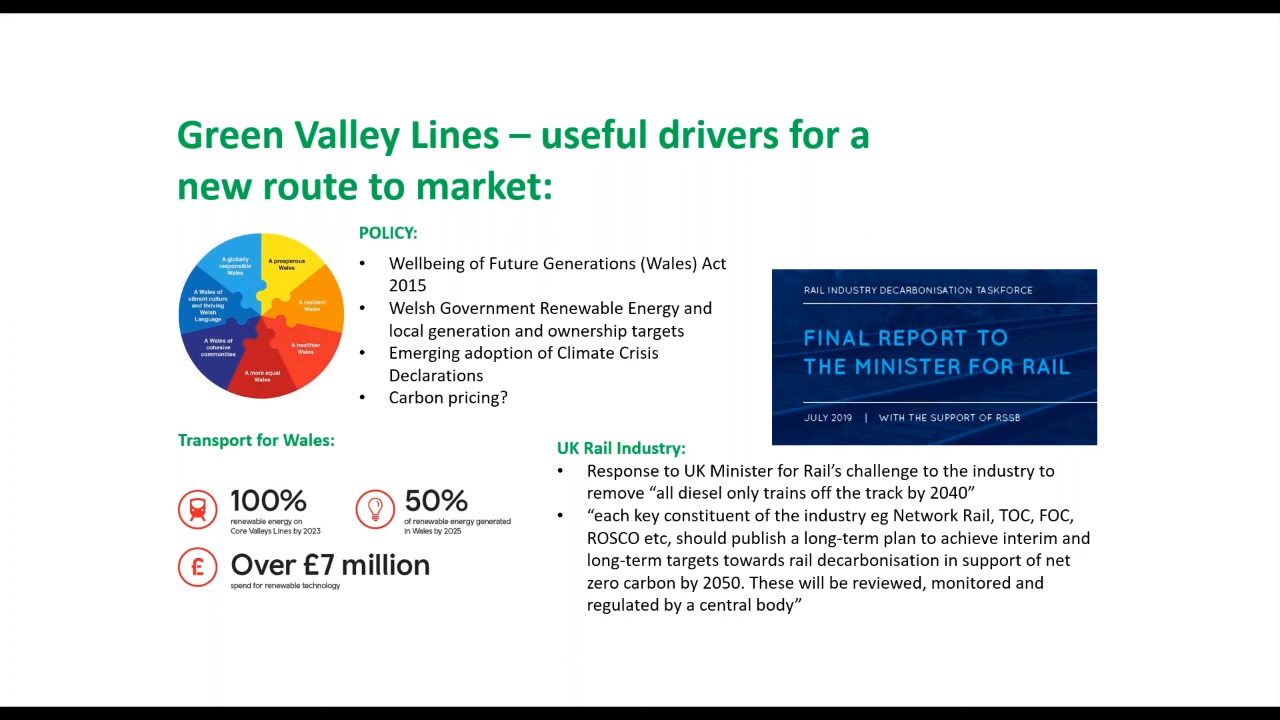 Green Valley Lines – useful drivers for a
new route to market:
A globally
responsible
Wales
A prosperous
Wales
A Wales of
vibrant culture
and thriving
Welsh
Language
A resilient
Wales
A Wales of
cohesive
communities
A healthier
Wales
A more equal
Wales
POLICY:
• Wellbeing of Future Generations (Wales) Act
2015
• Welsh Government Renewable Energy and
local generation and ownership targets
• Emerging adoption of Climate Crisis
Declarations
• Carbon pricing?
RAIL INDUSTRY DECARBONISATION TASKFORCE
FINAL REPORT TO
THE MINISTER FOR RAIL
JULY 2019 | WITH THE SUPPORT OF RSSB
Transport for Wales:
100%
renewable energy on
Core Valleys Lines by 2023
50%
of renewable energy generated
in Wales by 2025
£
Over £7 million
spend for renewable technology
UK Rail Industry:
• Response to UK Minister for Rail’s challenge to the industry to
remove “all diesel only trains off the track by 2040”
• “each key constituent of the industry eg Network Rail, TOC, FOC,
ROSCO etc, should publish a long-term plan to achieve interim and
long-term targets towards rail decarbonisation in support of net
zero carbon by 2050. These will be reviewed, monitored and
regulated by a central body”